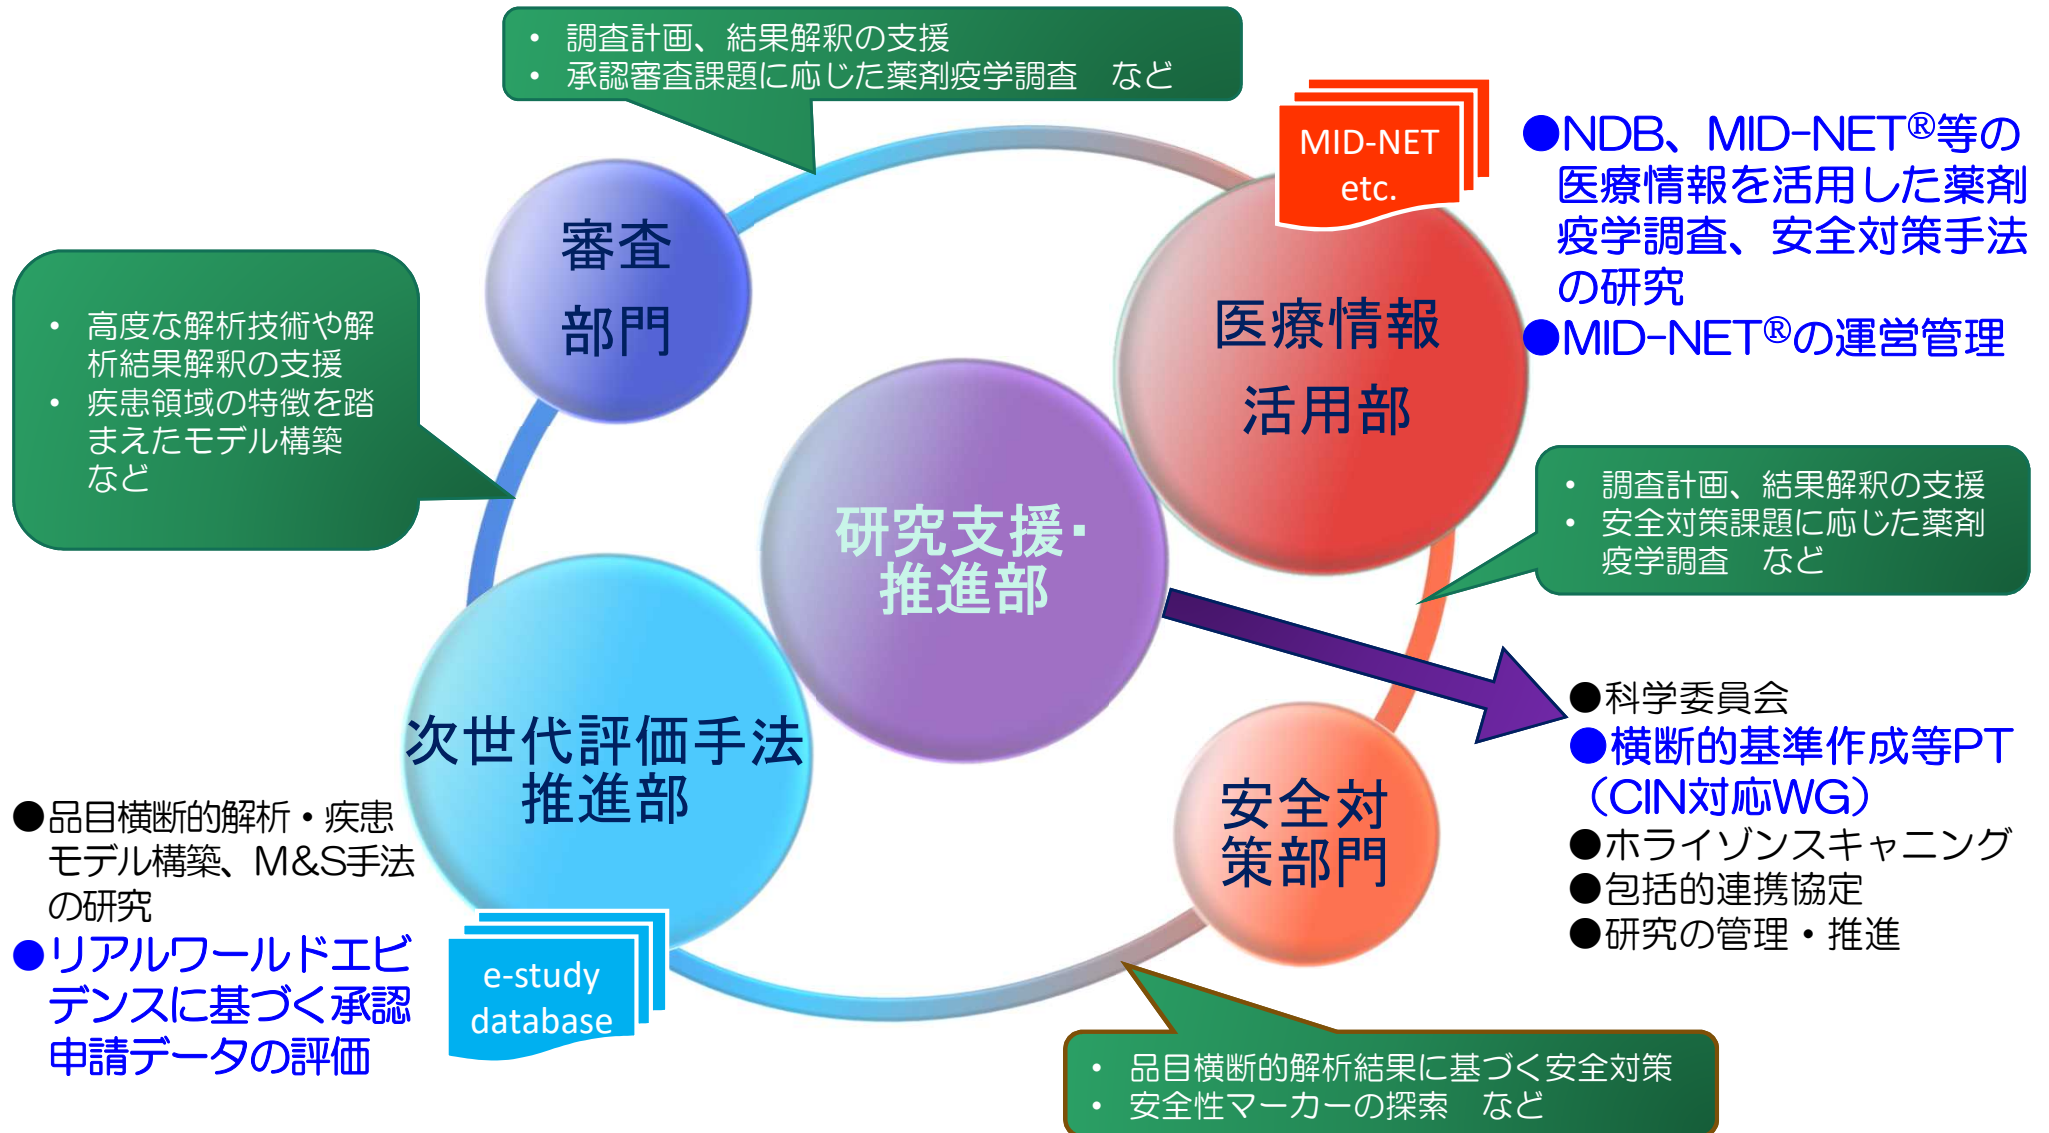 • 調査計画、結果解釈の支援
• 承認審査課題に応じた薬剤疫学調査　など
MID-NET
etc.
●NDB、MID-NET®等の
医療情報を活用した薬剤
疫学調査、安全対策手法
の研究
●MID-NET®の運営管理
審査
部門
医療情報
活用部
• 高度な解析技術や解
析結果解釈の支援
• 疾患領域の特徴を踏
まえたモデル構築
など
研究支援・
推進部
• 調査計画、結果解釈の支援
• 安全対策課題に応じた薬剤
疫学調査　など
次世代評価手法
推進部
安全対
策部門
●科学委員会
●横断的基準作成等PT
（CIN対応WG）
●ホライゾンスキャニング
●包括的連携協定
●研究の管理・推進
●品目横断的解析・疾患
モデル構築、M&S手法
の研究
●リアルワールドエビ
デンスに基づく承認
申請データの評価
e-study
database
• 品目横断的解析結果に基づく安全対策
• 安全性マーカーの探索　など